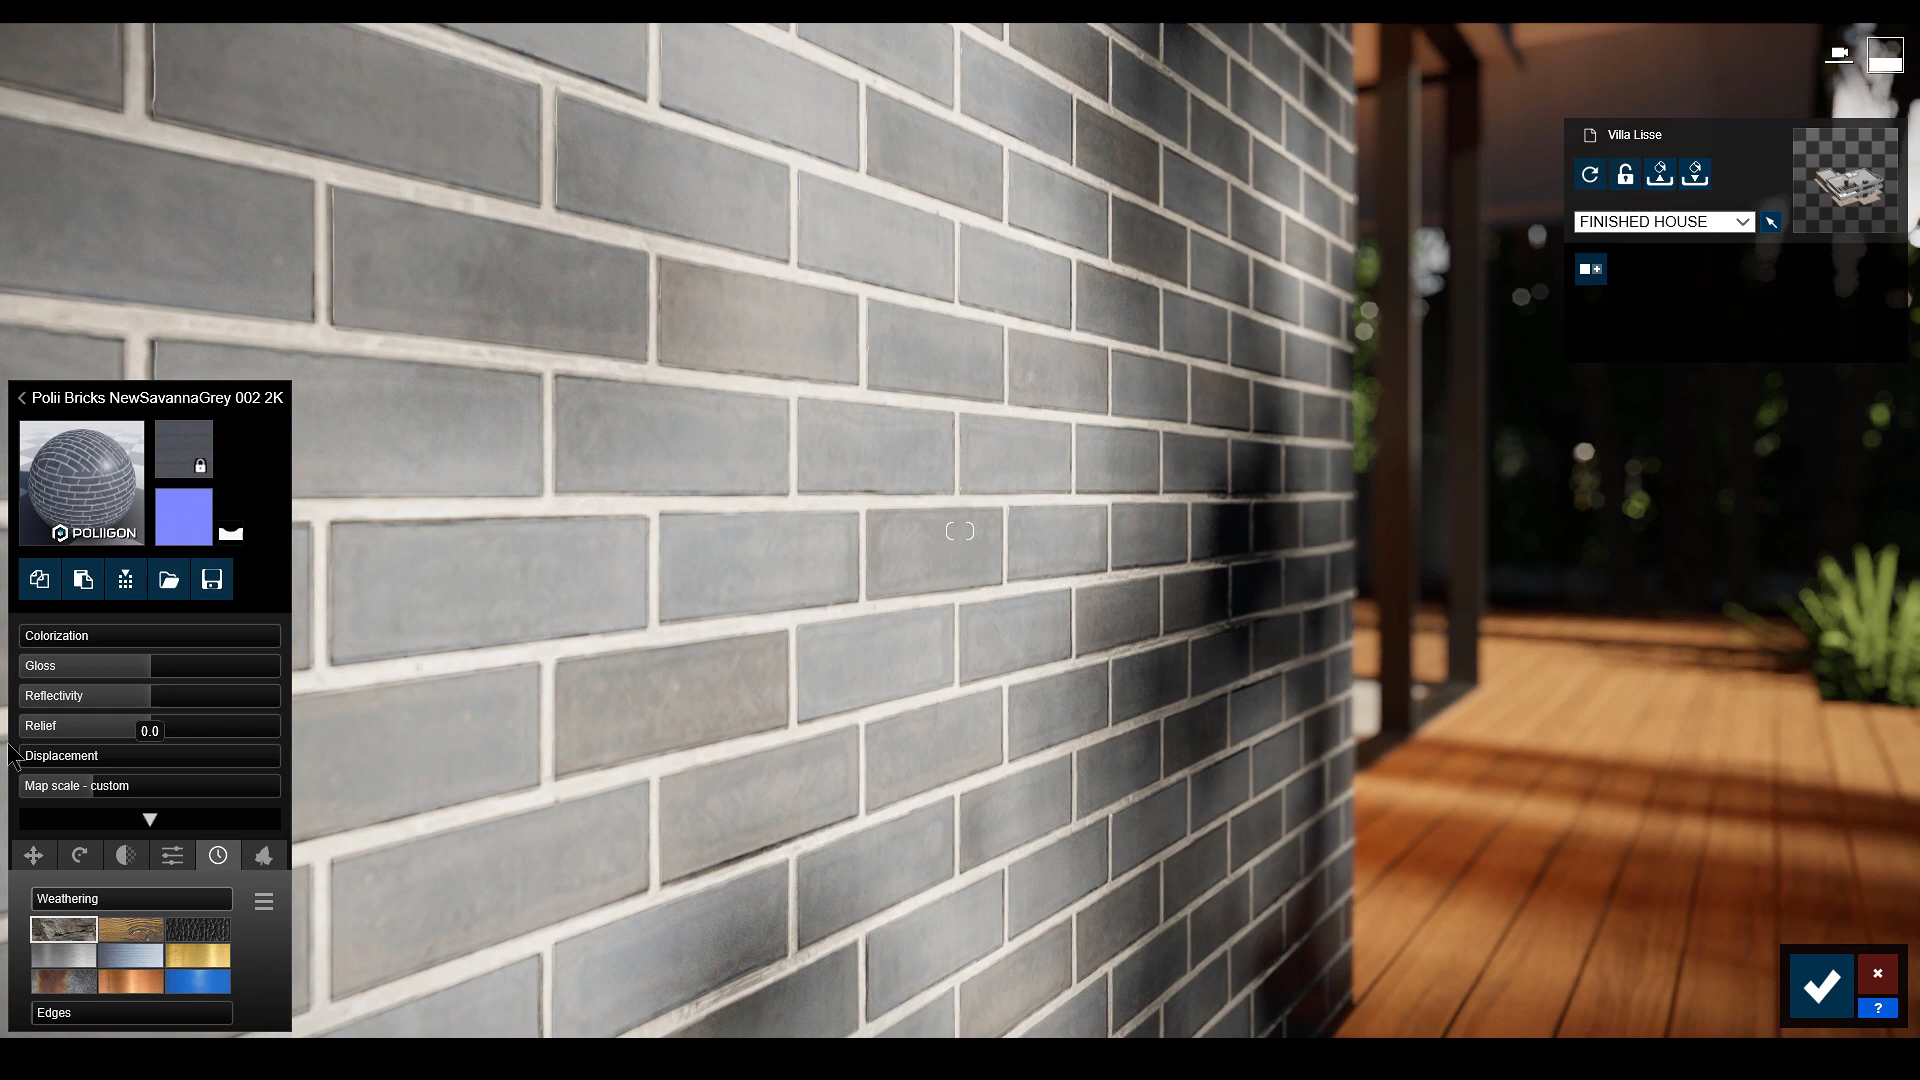 Villa Lisse
FINISHED HOUSE
Polii Bricks NewSavannaGrey 002 2K
POLIIGON
Colorization
Gloss
Reflectivity
Relief
0.0
Displacement
Map scale - custom
Weathering
Edges
?